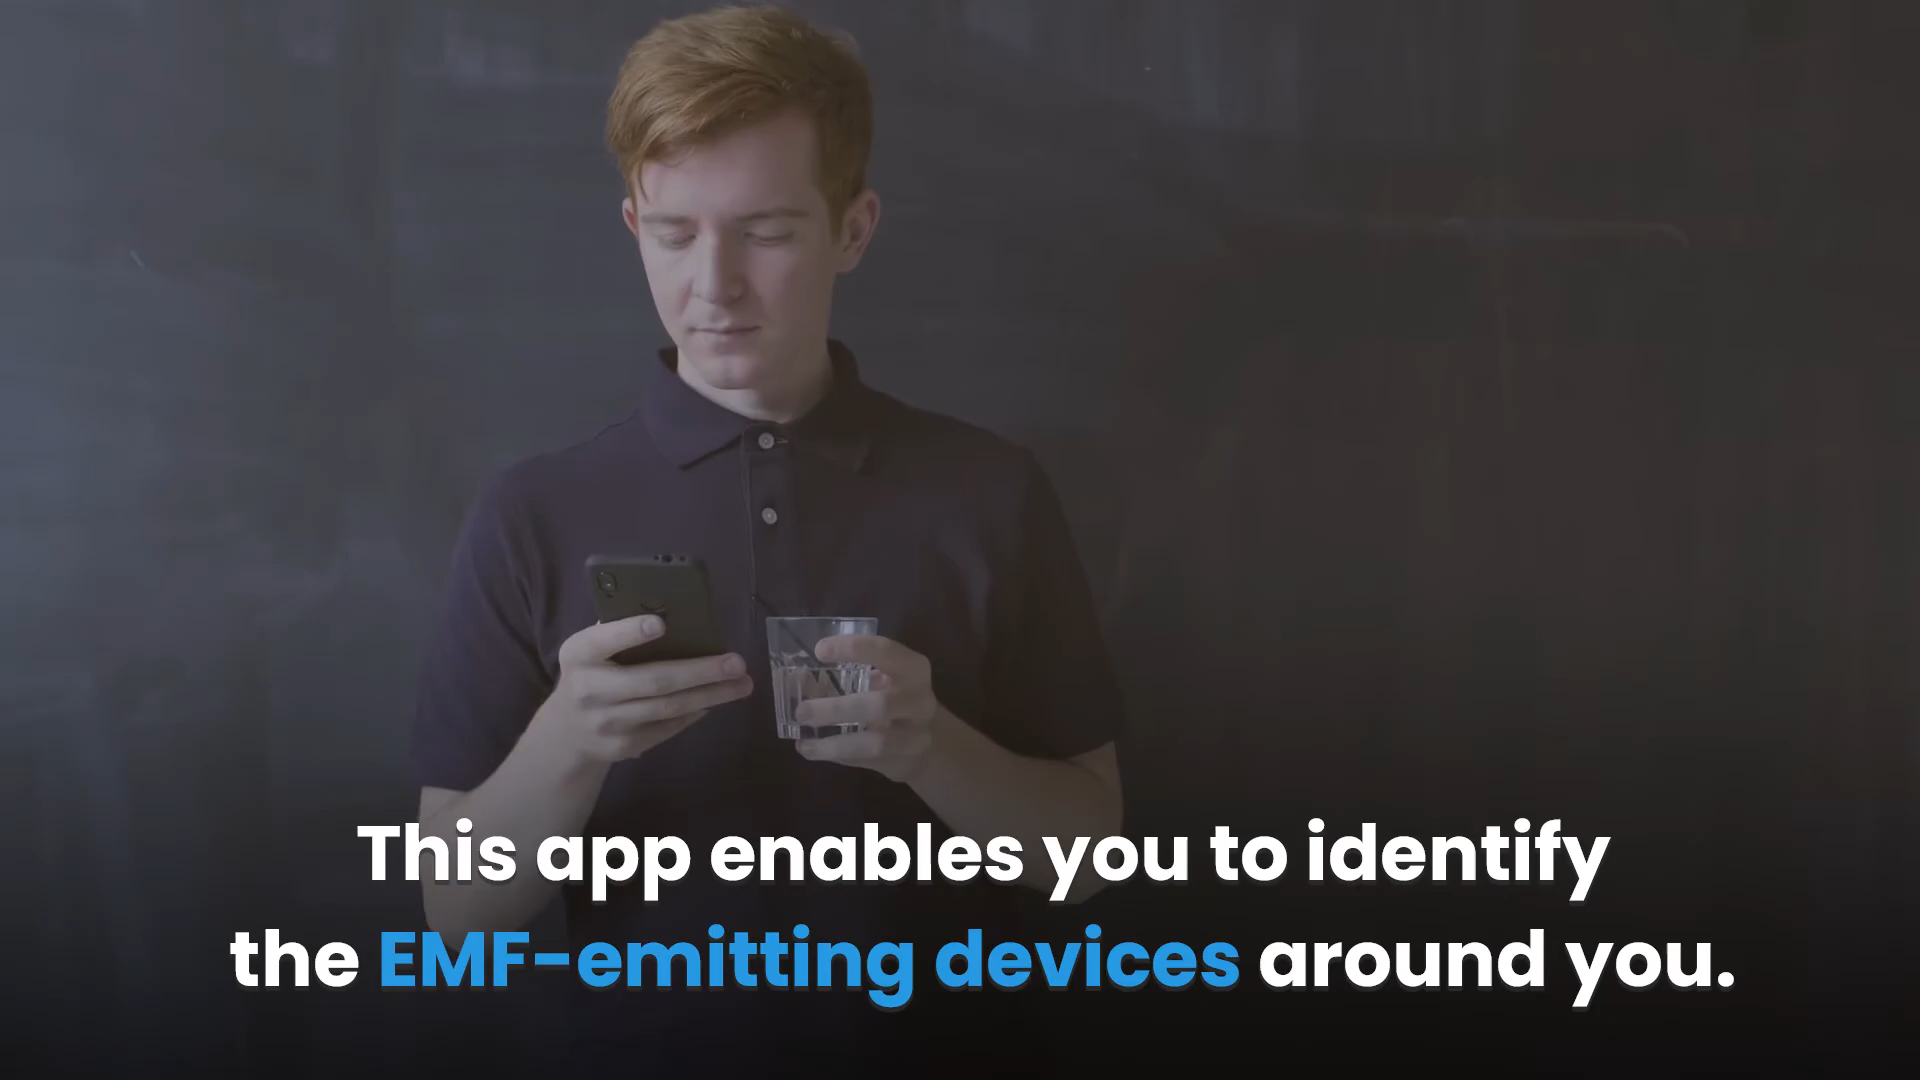 This app enables you to identify
the EMF-emitting devices around you.